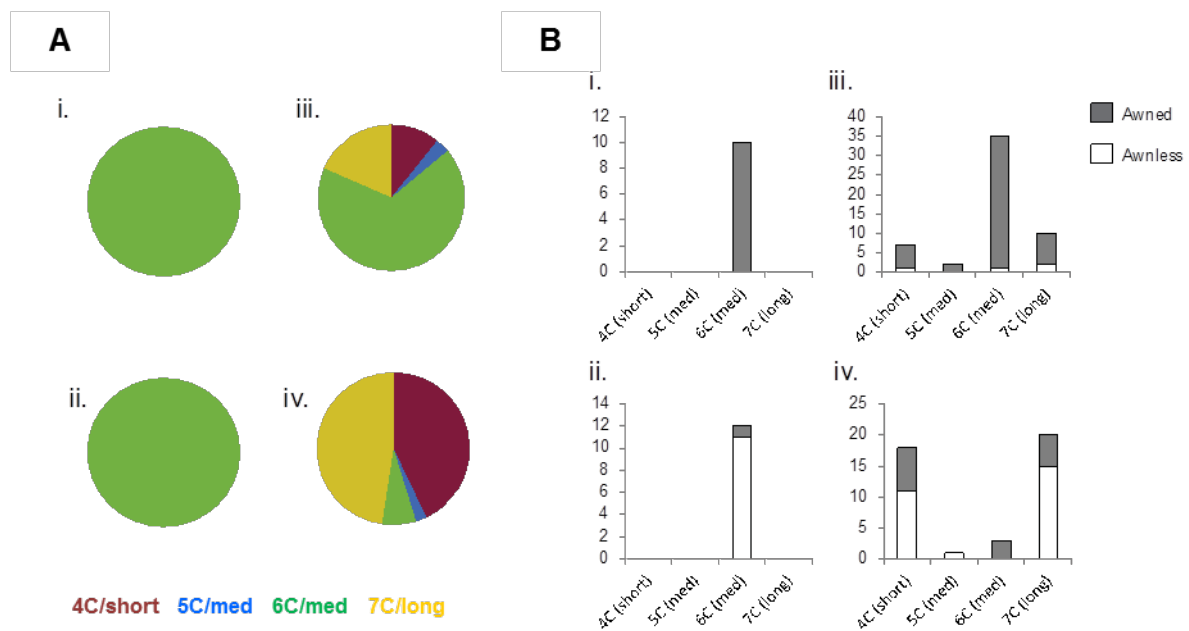 A
i.
iii.
ii.
iv.
4C/short 5C/med 6C/med 7C/long
B
i.
12
10
8
6
4
2
0
4C (short)
5C (med)
6C (med)
7C (long)
iii.
40
35
30
25
20
15
10
5
0
4C (short)
5C (med)
6C (med)
7C (long)
Awned
Awnless
ii.
14
12
10
8
6
4
2
0
4C (short)
5C (med)
6C (med)
7C (long)
iv.
25
20
15
10
5
0
4C (short)
5C (med)
6C (med)
7C (long)